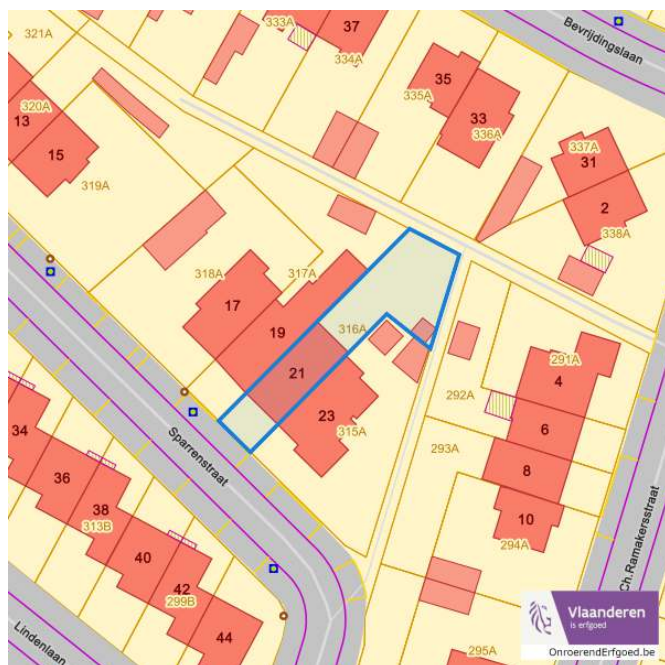 321A
333A
37
334A
Bevrijdingslaan
320A
13
15
319A
35
335A
33
336A
337A
31
2
338A
318A
317A
17
19
316A
21
23
315A
291A
4
292A
6
293A
8
10
294A
295A
Sparrenstraat
Ch.Ramakersstraat
34
36
38
313B
40
42
299B
44
Lindenlaan
Vlaanderen
is erfgoed
OnroerendErfgoed.be